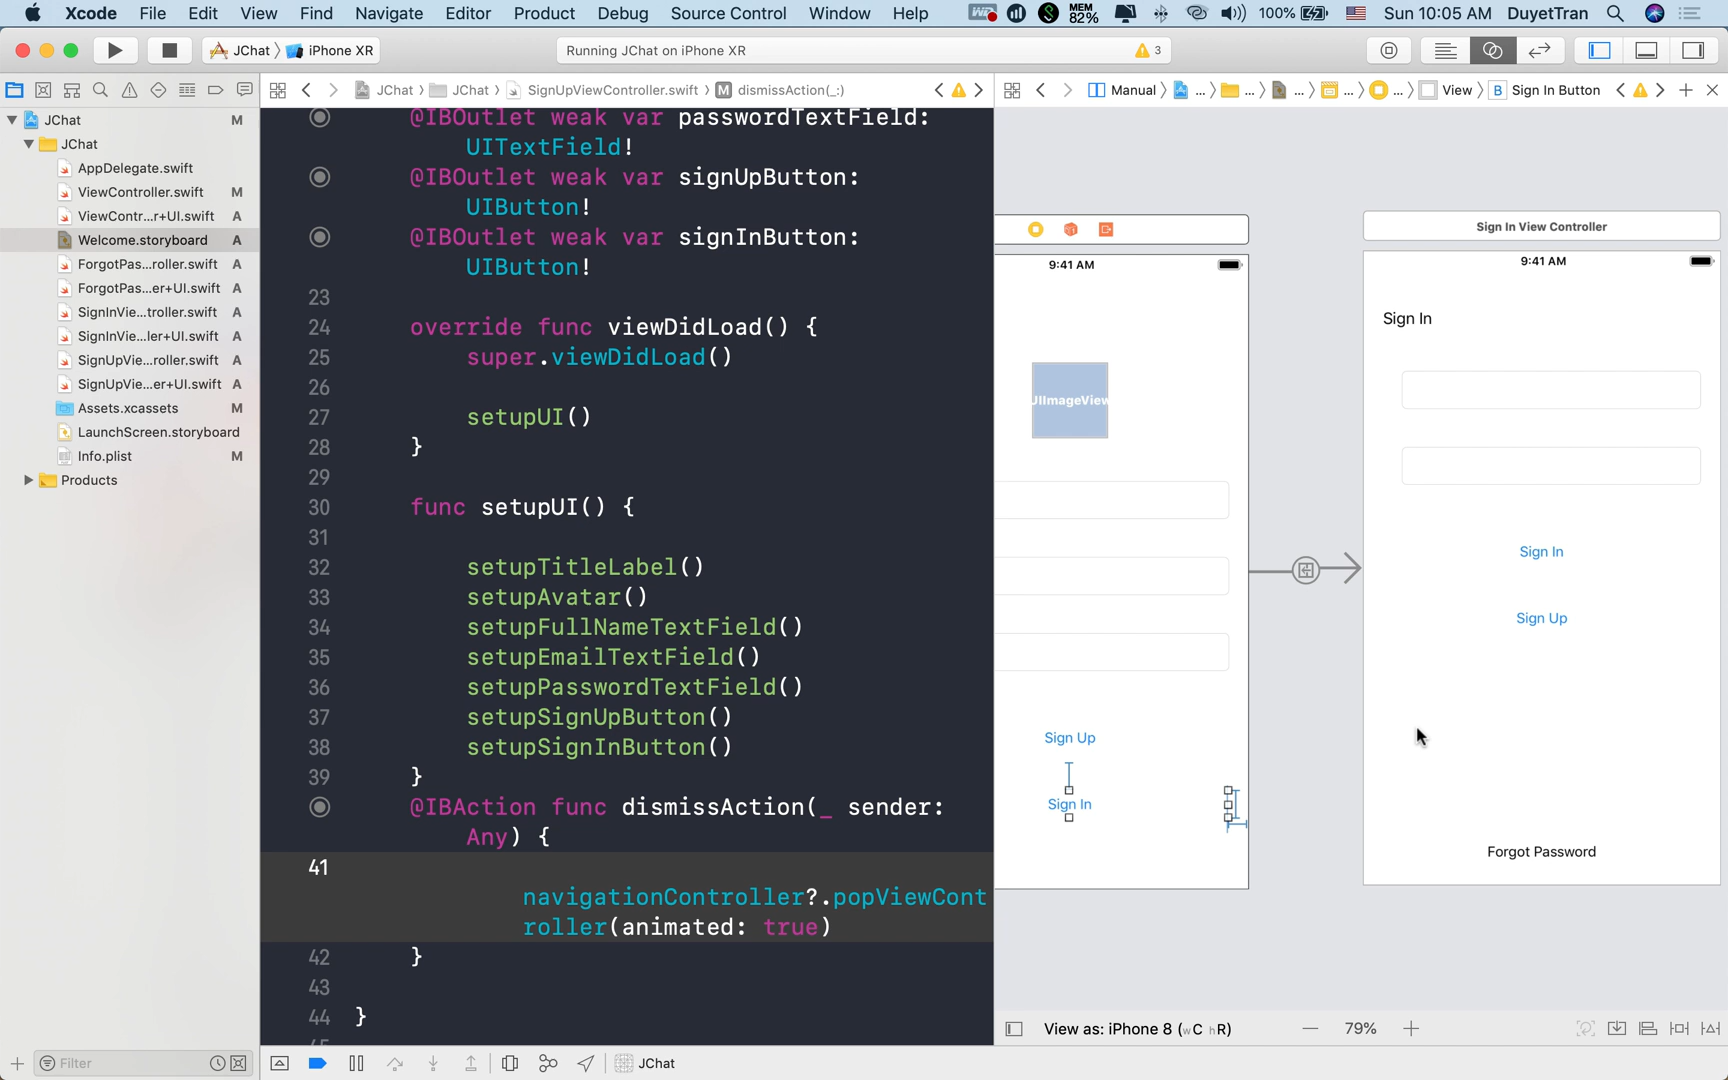 Xcode File Edit View Find Navigate Editor Product Debug Source Control Window Help MEM 82% 100% Sun 10:05 AM DuyetTran
JChat iPhone XR
Running JChat on iPhone XR
3
JChat JChat SignUpViewController.swift M dismissAction(_:)
Manual ... ... ... ... ... View B Sign In Button
JChat M
JChat
AppDelegate.swift
ViewController.swift M
ViewContr...r+UI.swift A
Welcome.storyboard A
ForgotPas...roller.swift A
ForgotPas...er+UI.swift A
SignInVie...troller.swift A
SignInVie...ler+UI.swift A
SignUpVie...roller.swift A
SignUpVie...er+UI.swift A
Assets.xcassets M
LaunchScreen.storyboard
Info.plist M
Products
Filter
@IBOutlet weak var passwordTextField:
UITextField!
@IBOutlet weak var signUpButton:
UIButton!
@IBOutlet weak var signInButton:
UIButton!
23
24 override func viewDidLoad() {
25 super.viewDidLoad()
26
27 setupUI()
28 }
29
30 func setupUI() {
31
32 setupTitleLabel()
33 setupAvatar()
34 setupFullNameTextField()
35 setupEmailTextField()
36 setupPasswordTextField()
37 setupSignUpButton()
38 setupSignInButton()
39 }
@IBAction func dismissAction(_ sender:
Any) {
41
navigationController?.popViewCont
roller(animated: true)
42 }
43
44 }
JChat
9:41 AM
UIImageView
Sign Up
Sign In
Sign In View Controller
9:41 AM
Sign In
Sign In
Sign Up
Forgot Password
View as: iPhone 8 (wC hR)
79%